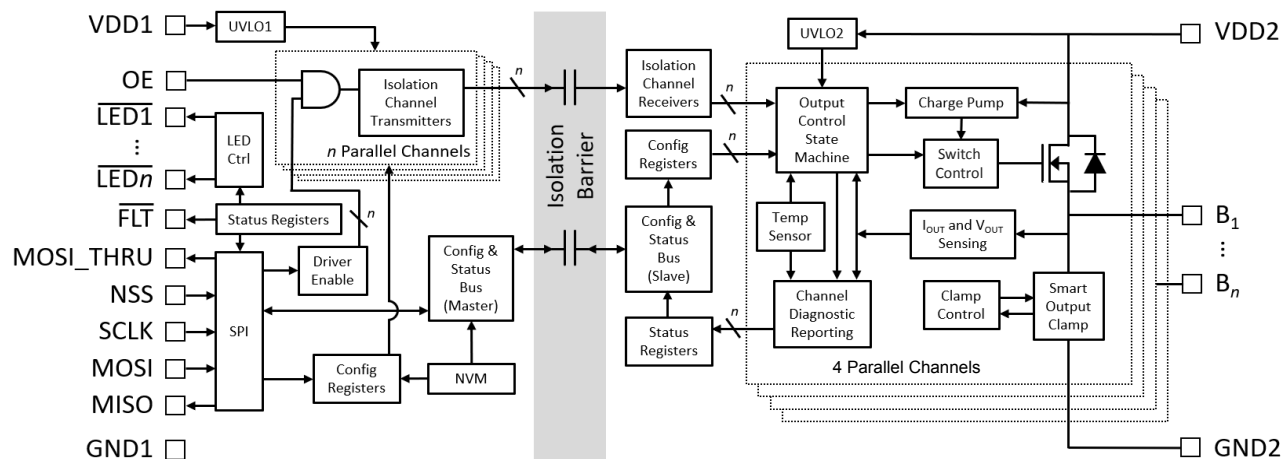 VDD1
UVLO1
OE
LED1
⋮
LEDn
FLT
MOSI_THRU
NSS
SCLK
MOSI
MISO
GND1
LED
Ctrl
Status Registers
SPI
Driver
Enable
n
Isolation
Channel
Transmitters
n Parallel Channels
n
Config &
Status
Bus
(Master)
Config
Registers
NVM
Isolation
Barrier
Isolation
Channel
Receivers
n
Config
Registers
n
Config &
Status
Bus
(Slave)
Status
Registers
n
UVLO2
Output
Control
State
Machine
Charge Pump
Switch
Control
Temp
Sensor
IOUT and VOUT
Sensing
Channel
Diagnostic
Reporting
Clamp
Control
Smart
Output
Clamp
4 Parallel Channels
VDD2
B1
⋮
Bn
GND2